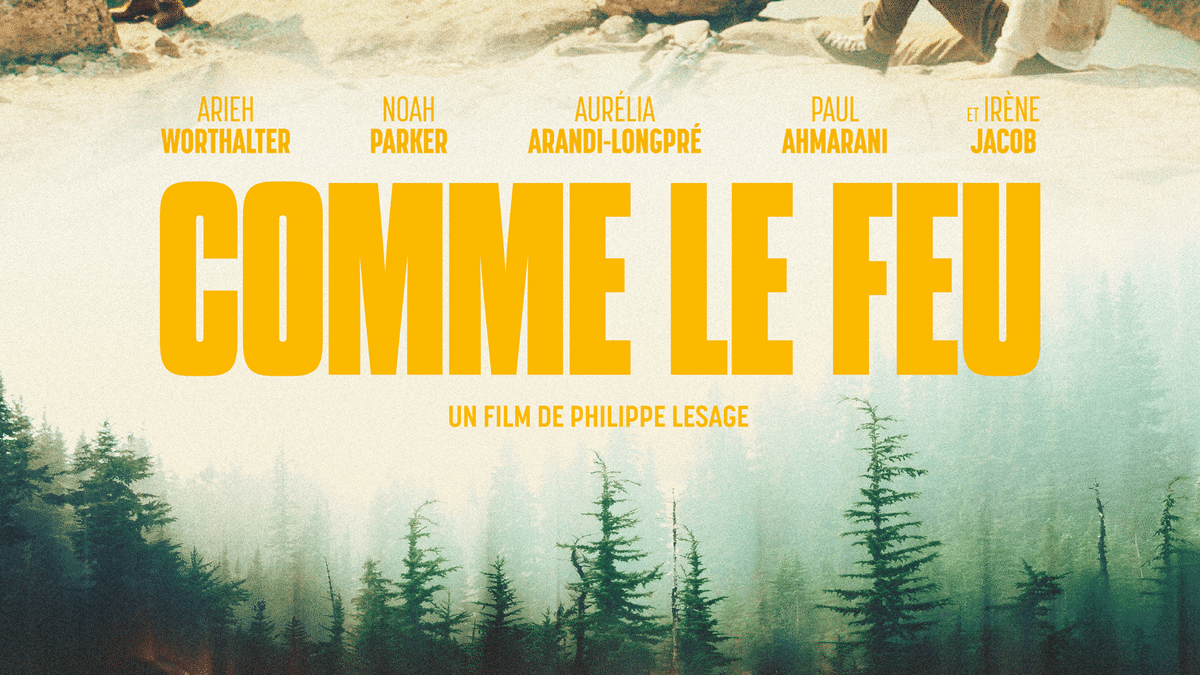 ARIEH WORTHALTER
NOAH PARKER
AURÉLIA ARANDI-LONGPRÉ
PAUL AHMARANI
ET IRÈNE JACOB
COMME LE FEU
UN FILM DE PHILIPPE LESAGE